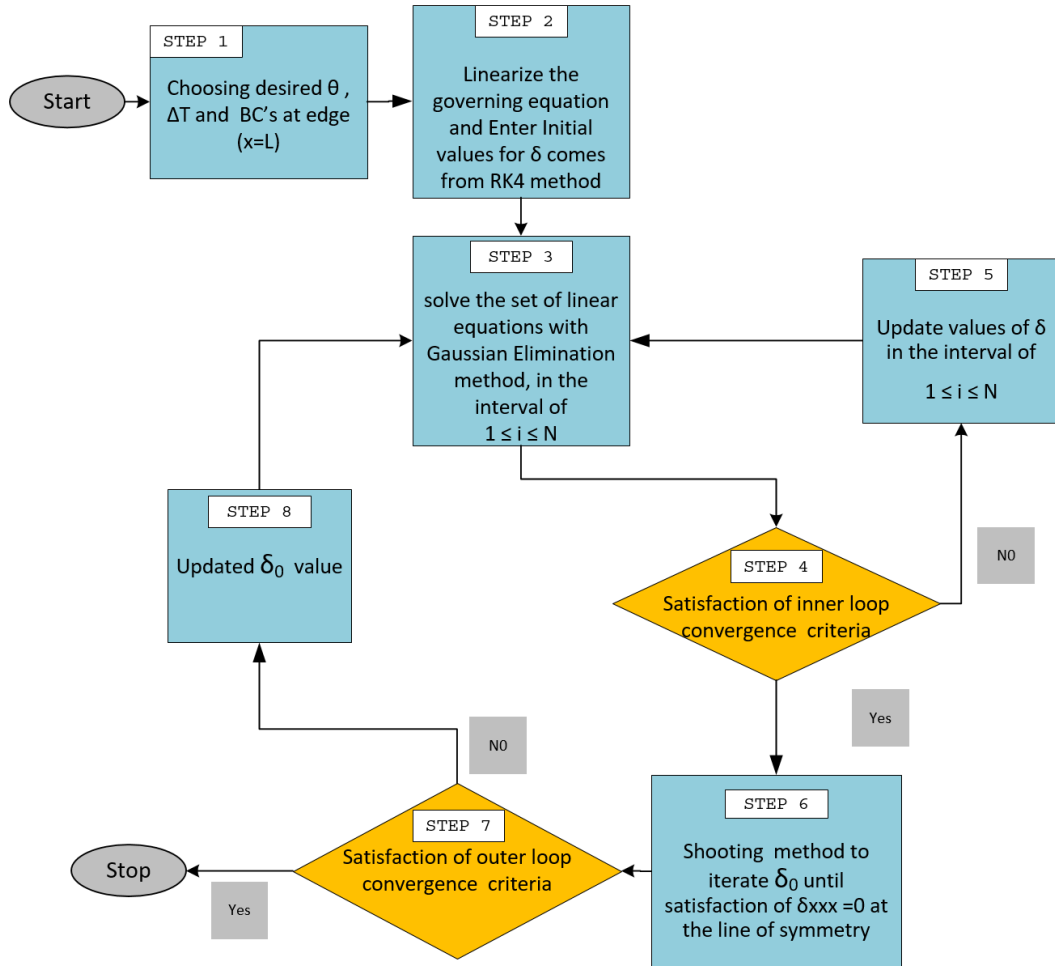 Start
STEP 1
Choosing desired θ ,
ΔT and BC's at edge
(x=L)
STEP 2
Linearize the
governing equation
and Enter Initial
values for δ comes
from RK4 method
STEP 3
solve the set of linear
equations with
Gaussian Elimination
method, in the
interval of
1 ≤ i ≤ N
STEP 4
Satisfaction of inner loop
convergence criteria
N0
STEP 5
Update values of δ
in the interval of
1 ≤ i ≤ N
Yes
STEP 6
Shooting method to
iterate δ₀ until
satisfaction of δxxx =0 at
the line of symmetry
STEP 7
Satisfaction of outer loop
convergence criteria
N0
STEP 8
Updated δ₀ value
Yes
Stop